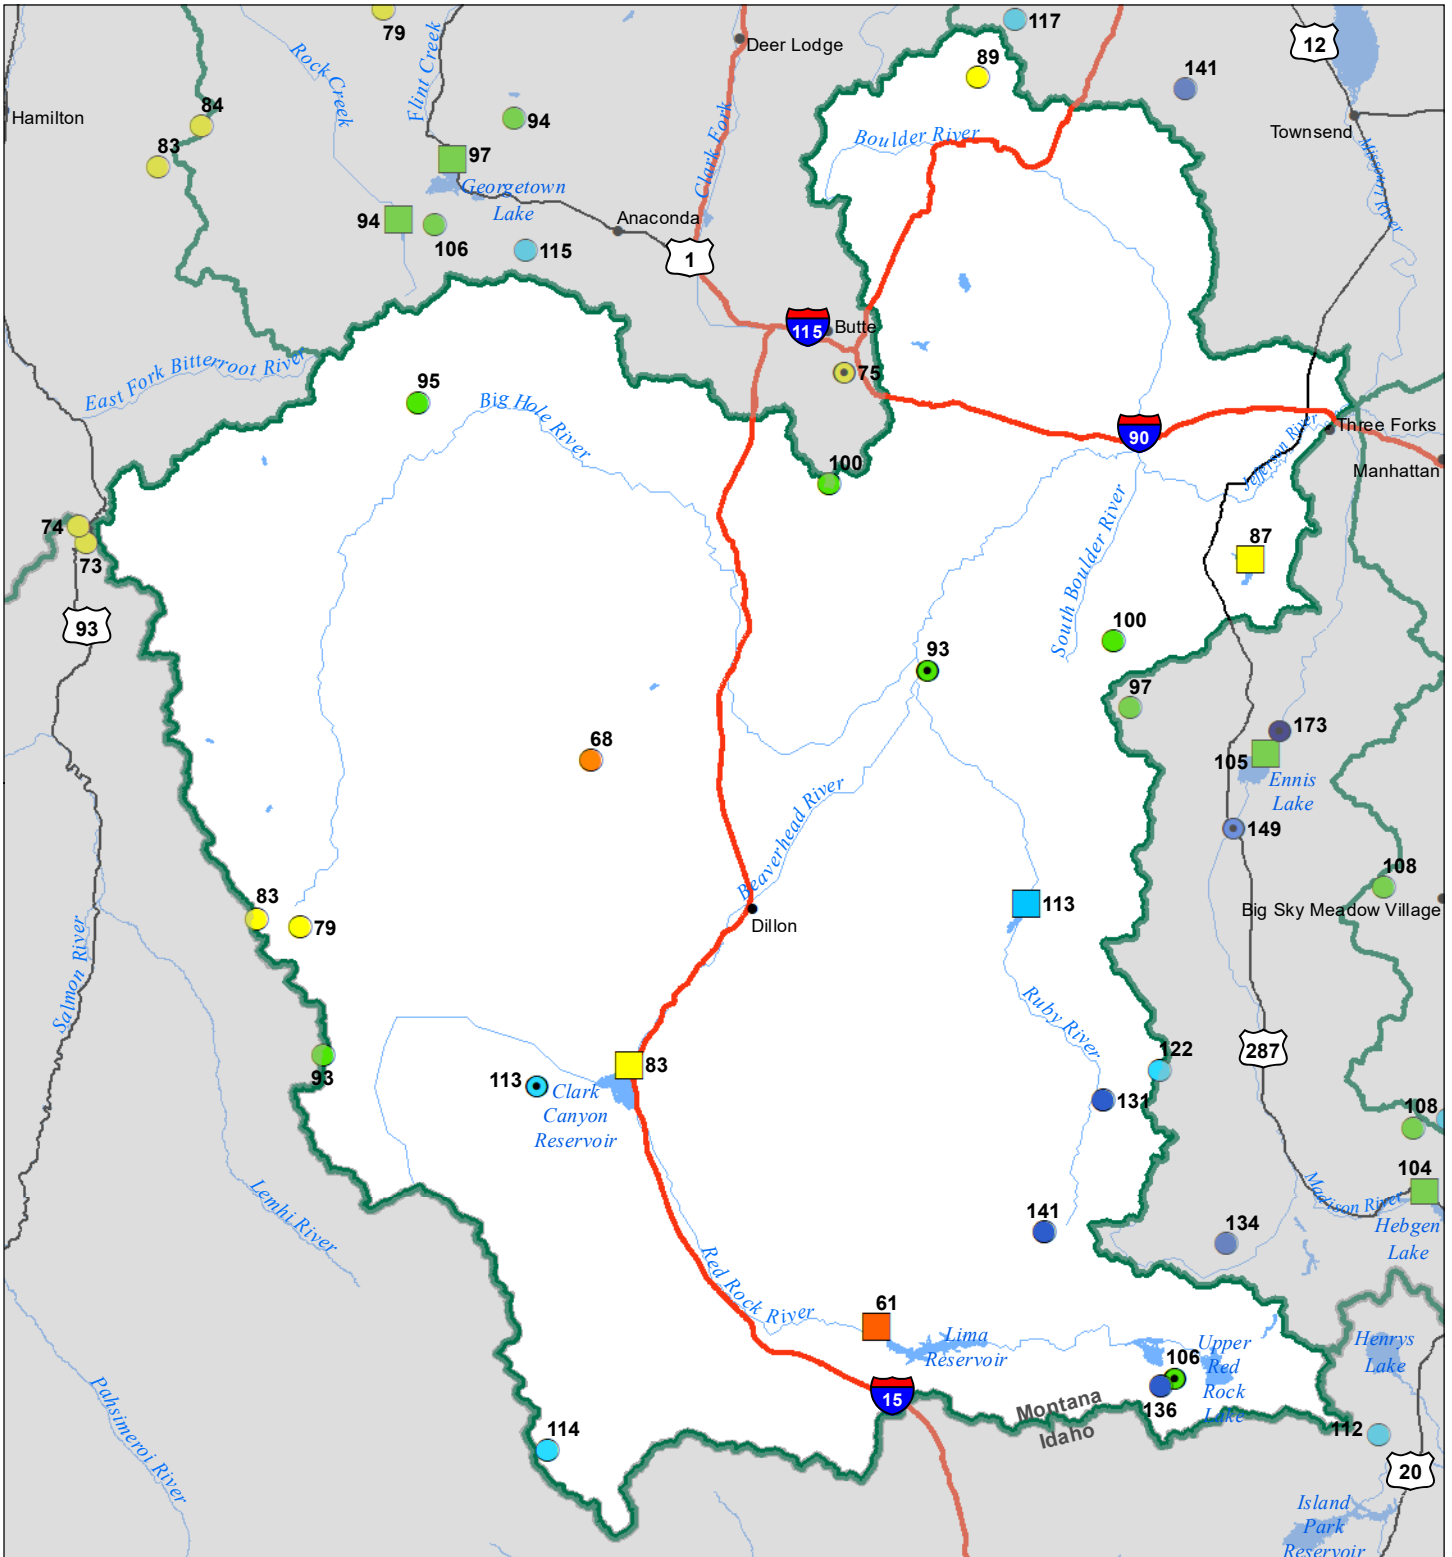 79
117
Deer Lodge
12
Rock Creek
Flint Creek
89
141
84
Hamilton
94
Townsend
83
97
Clark Fork
Boulder River
Missouri River
Georgetown
Lake
94
106
115
Anaconda
1
115
Butte
East Fork Bitterroot River
75
95
Big Hole River
90
Three Forks
Jefferson River
Manhattan
100
74
73
South Boulder River
87
93
100
93
97
173
105
Ennis
Lake
68
149
Beaverhead River
108
83
79
Dillon
113
Big Sky Meadow Village
Salmon River
Ruby River
93
113
Clark
Canyon
Reservoir
83
122
287
131
108
Lemhi River
104
Madison River
Hebgen
Lake
141
134
Red Rock River
61
Lima
Reservoir
Upper
Red
Rock
Lake
106
136
Henrys
Lake
15
Montana
Idaho
112
114
20
Pahsimeroi River
Island
Park
Reservoir